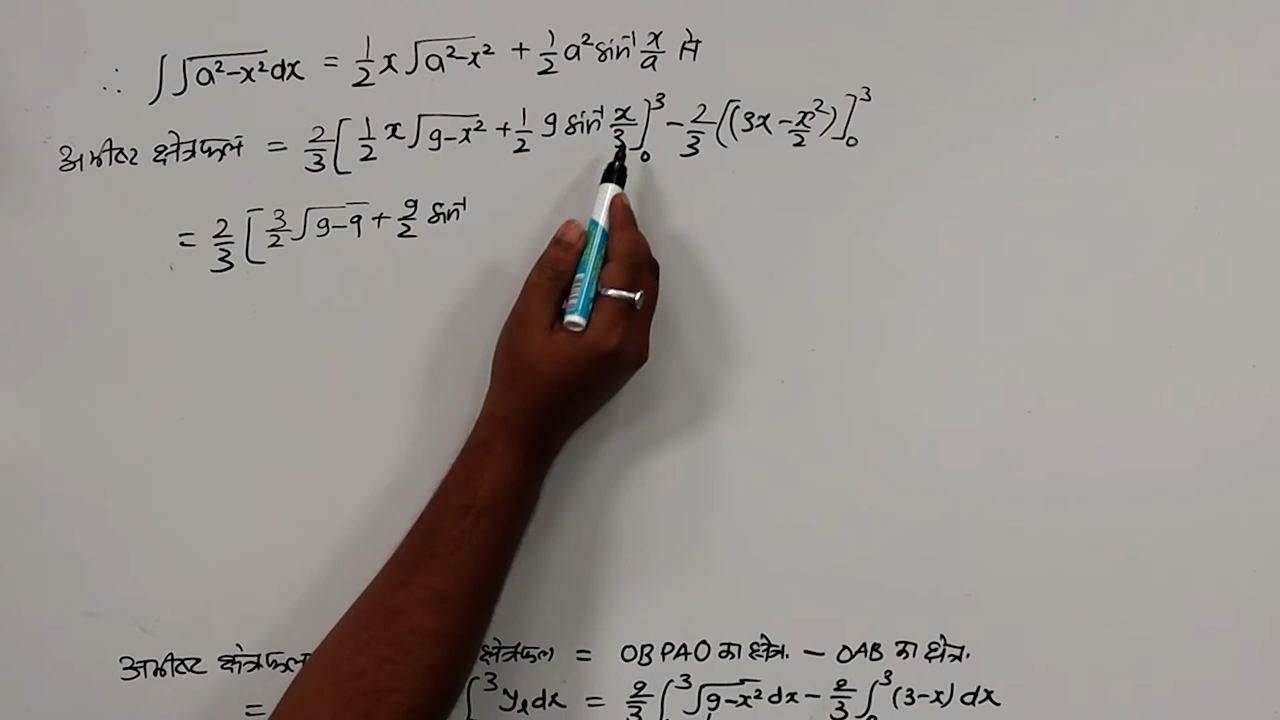 ∴ ∫√a²-x² dx = 1/2 x √a²-x² + 1/2 a² sin⁻¹ x/a से
अभीष्ट क्षेत्रफल = 2/3 [ 1/2 x √9-x² + 1/2 9 sin⁻¹ x/3 ]₀³ - 2/3 [(3x - x²/2)]₀³
= 2/3 [ 3/2 √9-9 + 9/2 sin⁻¹
अभीष्ट क्षेत्रफल क्षेत्रफल = OBPAO का क्षेत्र. - OAB का क्षेत्र.
= ∫³ y₂ dx = 2/3 ∫³ √9-x² dx - 2/3 ∫₀³ (3-x) dx